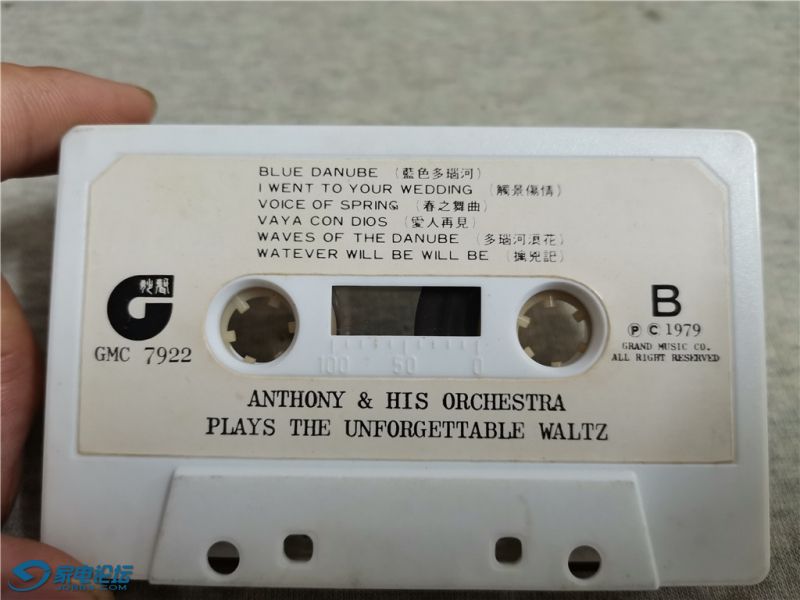 BLUE DANUBE (藍色多瑙河)
I WENT TO YOUR WEDDING (觸景傷情)
VOICE OF SPRING (春之舞曲)
VAYA CON DIOS (愛人再見)
WAVES OF THE DANUBE (多瑙河浪花)
WATEVER WILL BE WILL BE (擒兇記)
G
GMC 7922
100 50 0
B
Ⓟ © 1979
GRAND MUSIC CO.
ALL RIGHT RESERVED
ANTHONY & HIS ORCHESTRA
PLAYS THE UNFORGETTABLE WALTZ
家电论坛
JDBBS.COM